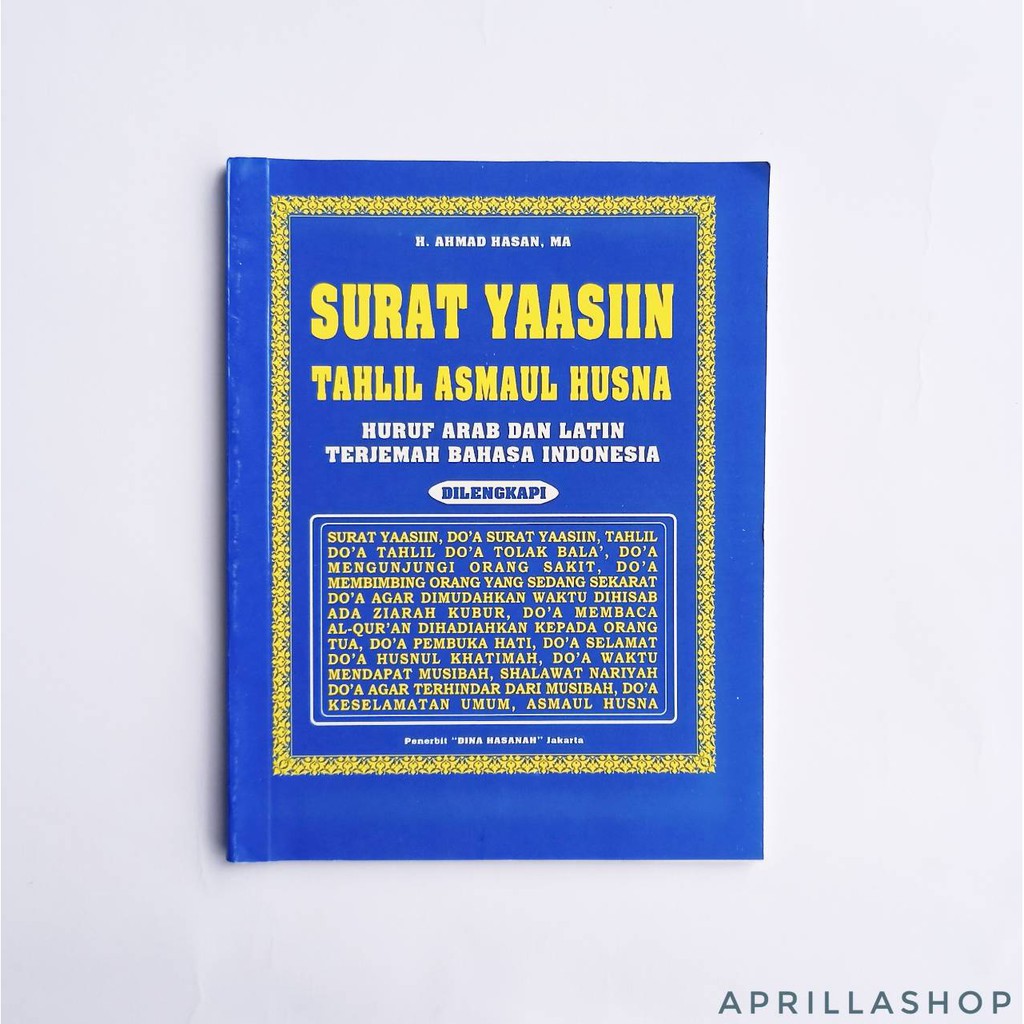 H. AHMAD HASAN, MA
SURAT YAASIIN
TAHLIL ASMAUL HUSNA
HURUF ARAB DAN LATIN
TERJEMAH BAHASA INDONESIA
DILENGKAPI
SURAT YAASIIN, DO'A SURAT YAASIIN, TAHLIL
DO'A TAHLIL DO'A TOLAK BALA', DO'A
MENGUNJUNGI ORANG SAKIT, DO'A
MEMBIMBING ORANG YANG SEDANG SEKARAT
DO'A AGAR DIMUDAHKAN WAKTU DIHISAB
ADA ZIARAH KUBUR, DO'A MEMBACA
AL-QUR'AN DIHADIAHKAN KEPADA ORANG
TUA, DO'A PEMBUKA HATI, DO'A SELAMAT
DO'A HUSNUL KHATIMAH, DO'A WAKTU
MENDAPAT MUSIBAH, SHALAWAT NARIYAH
DO'A AGAR TERHINDAR DARI MUSIBAH, DO'A
KESELAMATAN UMUM, ASMAUL HUSNA
Penerbit "DINA HASANAH" Jakarta
APRILLASHOP